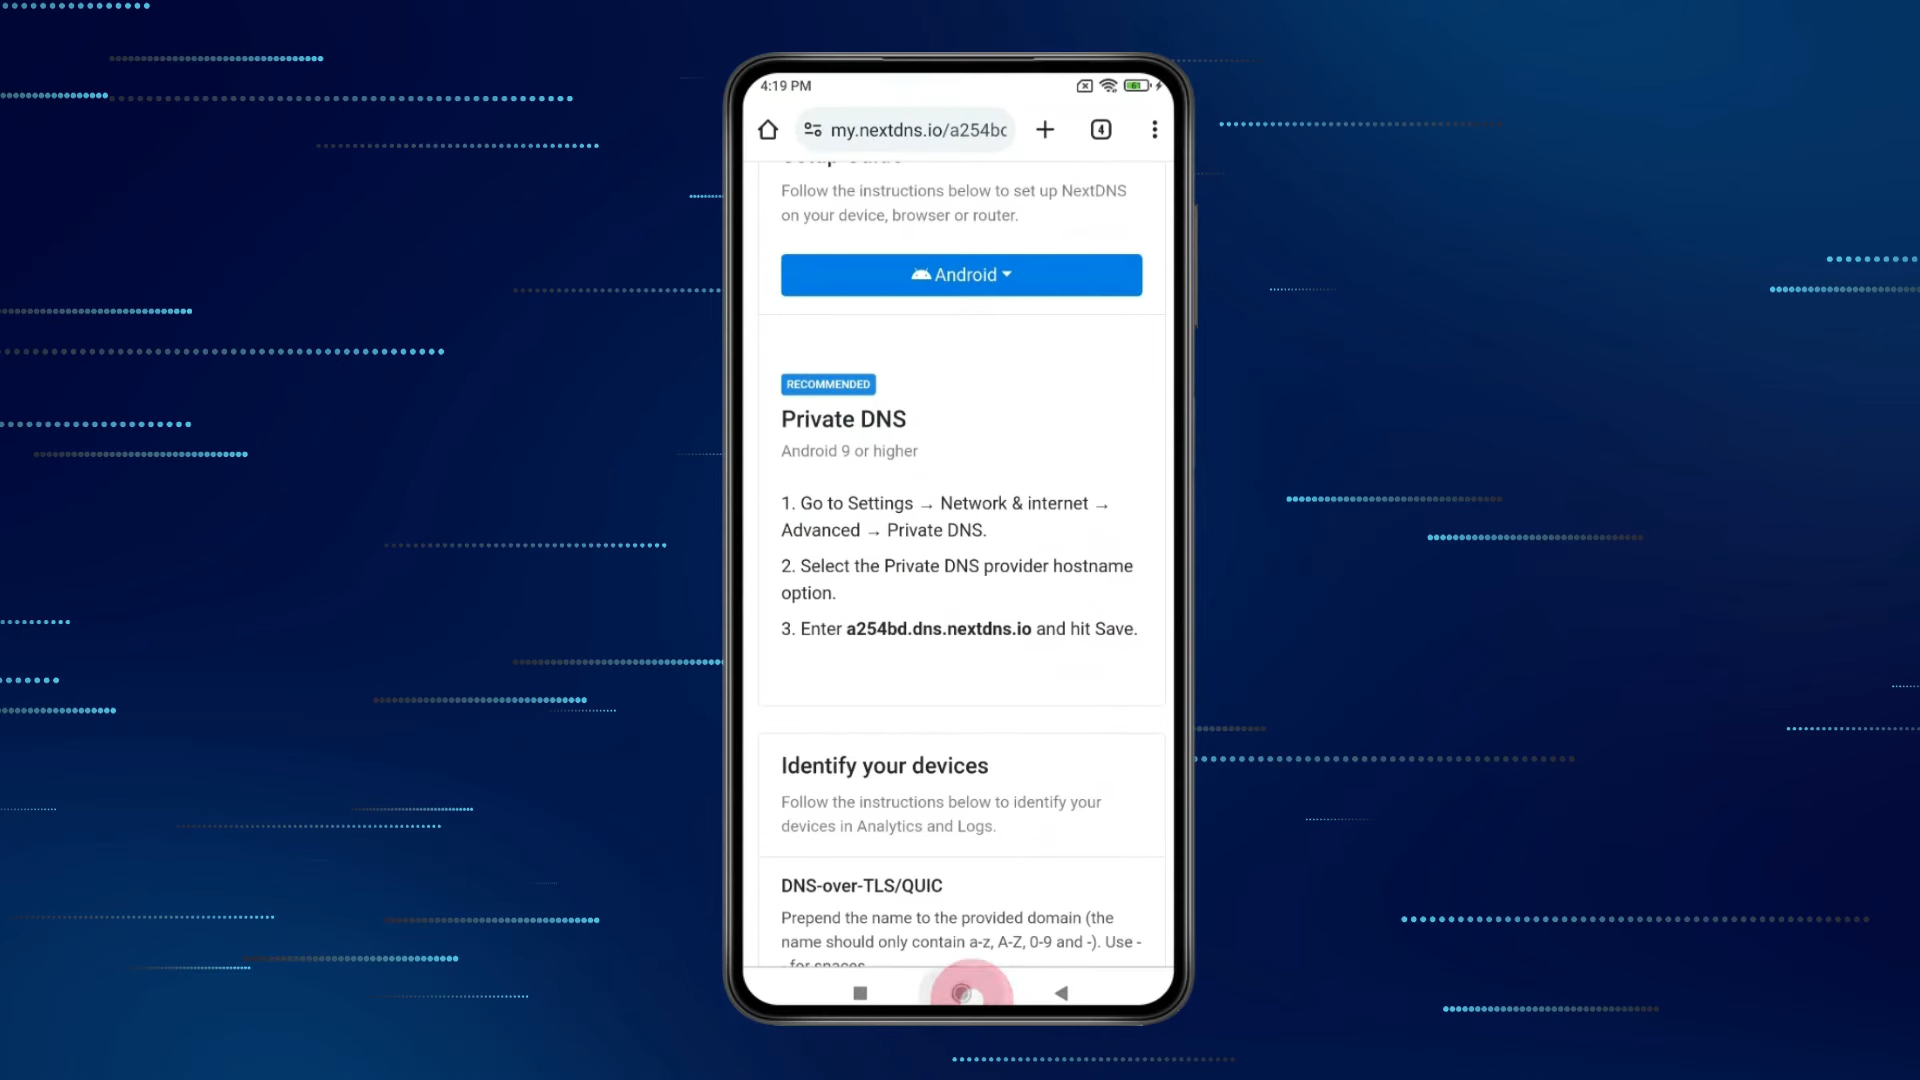 4:19 PM
61
my.nextdns.io/a254bc
4
Follow the instructions below to set up NextDNS
on your device, browser or router.
Android
RECOMMENDED
Private DNS
Android 9 or higher
1. Go to Settings → Network & internet →
Advanced → Private DNS.
2. Select the Private DNS provider hostname
option.
3. Enter a254bd.dns.nextdns.io and hit Save.
Identify your devices
Follow the instructions below to identify your
devices in Analytics and Logs.
DNS-over-TLS/QUIC
Prepend the name to the provided domain (the
name should only contain a-z, A-Z, 0-9 and -). Use -
- for spaces